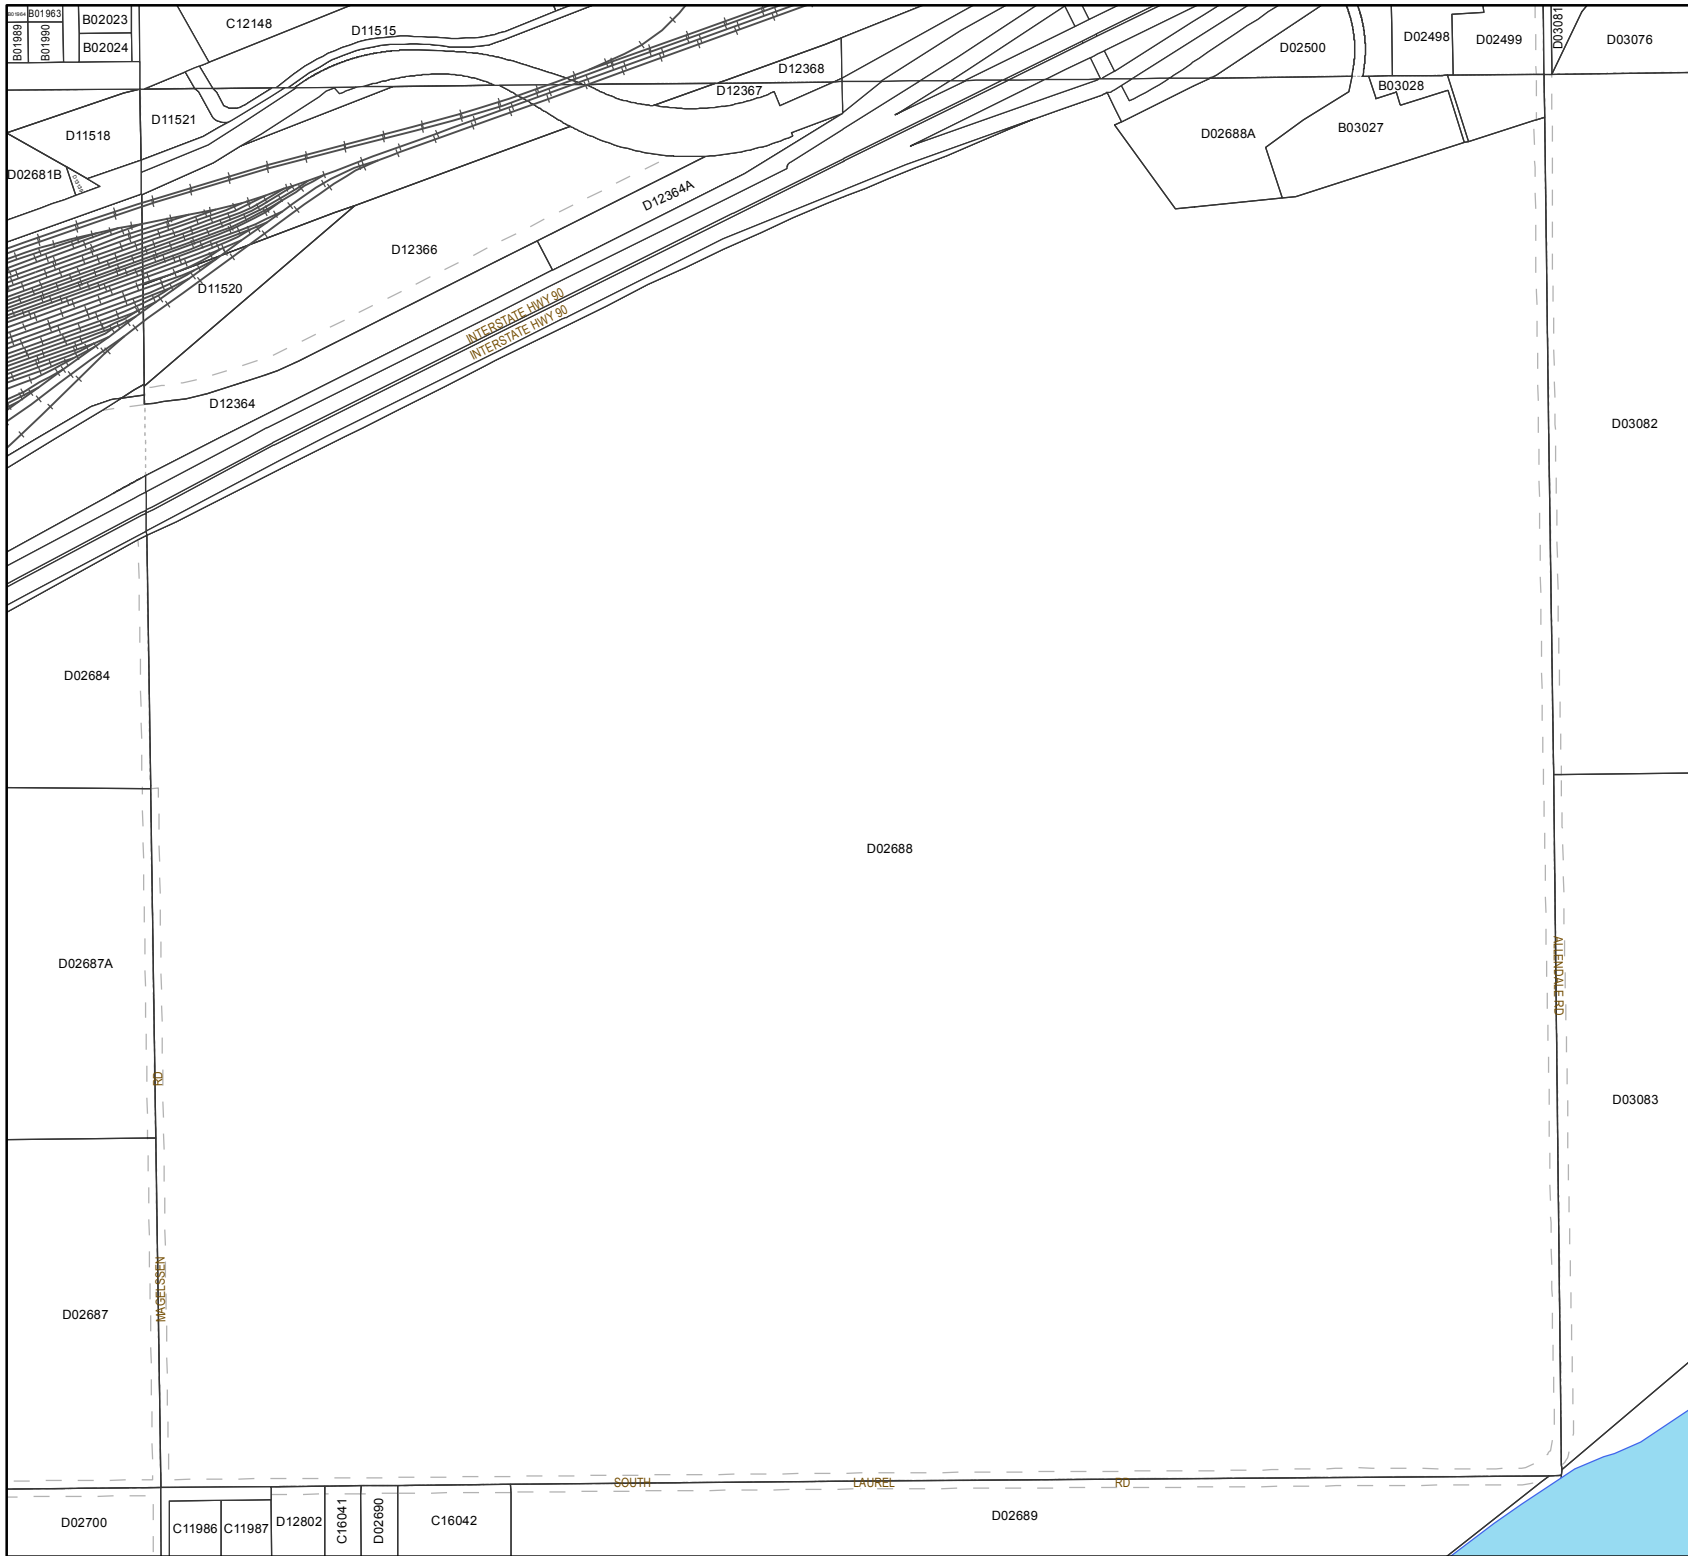 B01964
B01963
B02023
C12148
D11515
D03081
B01989
B01990
B02024
D02500
D02498
D02499
D03076
D12368
D12367
B03028
D11518
D11521
B03027
D02688A
D02681B
D12364A
D12366
D11520
INTERSTATE HWY 90
INTERSTATE HWY 90
D12364
D03082
D02684
D02688
D02687A
ALLENDALE RD
RD
D03083
MAGELSSEN
D02687
SOUTH LAUREL RD
D02700
C11986
C11987
D12802
C16041
D02690
C16042
D02689